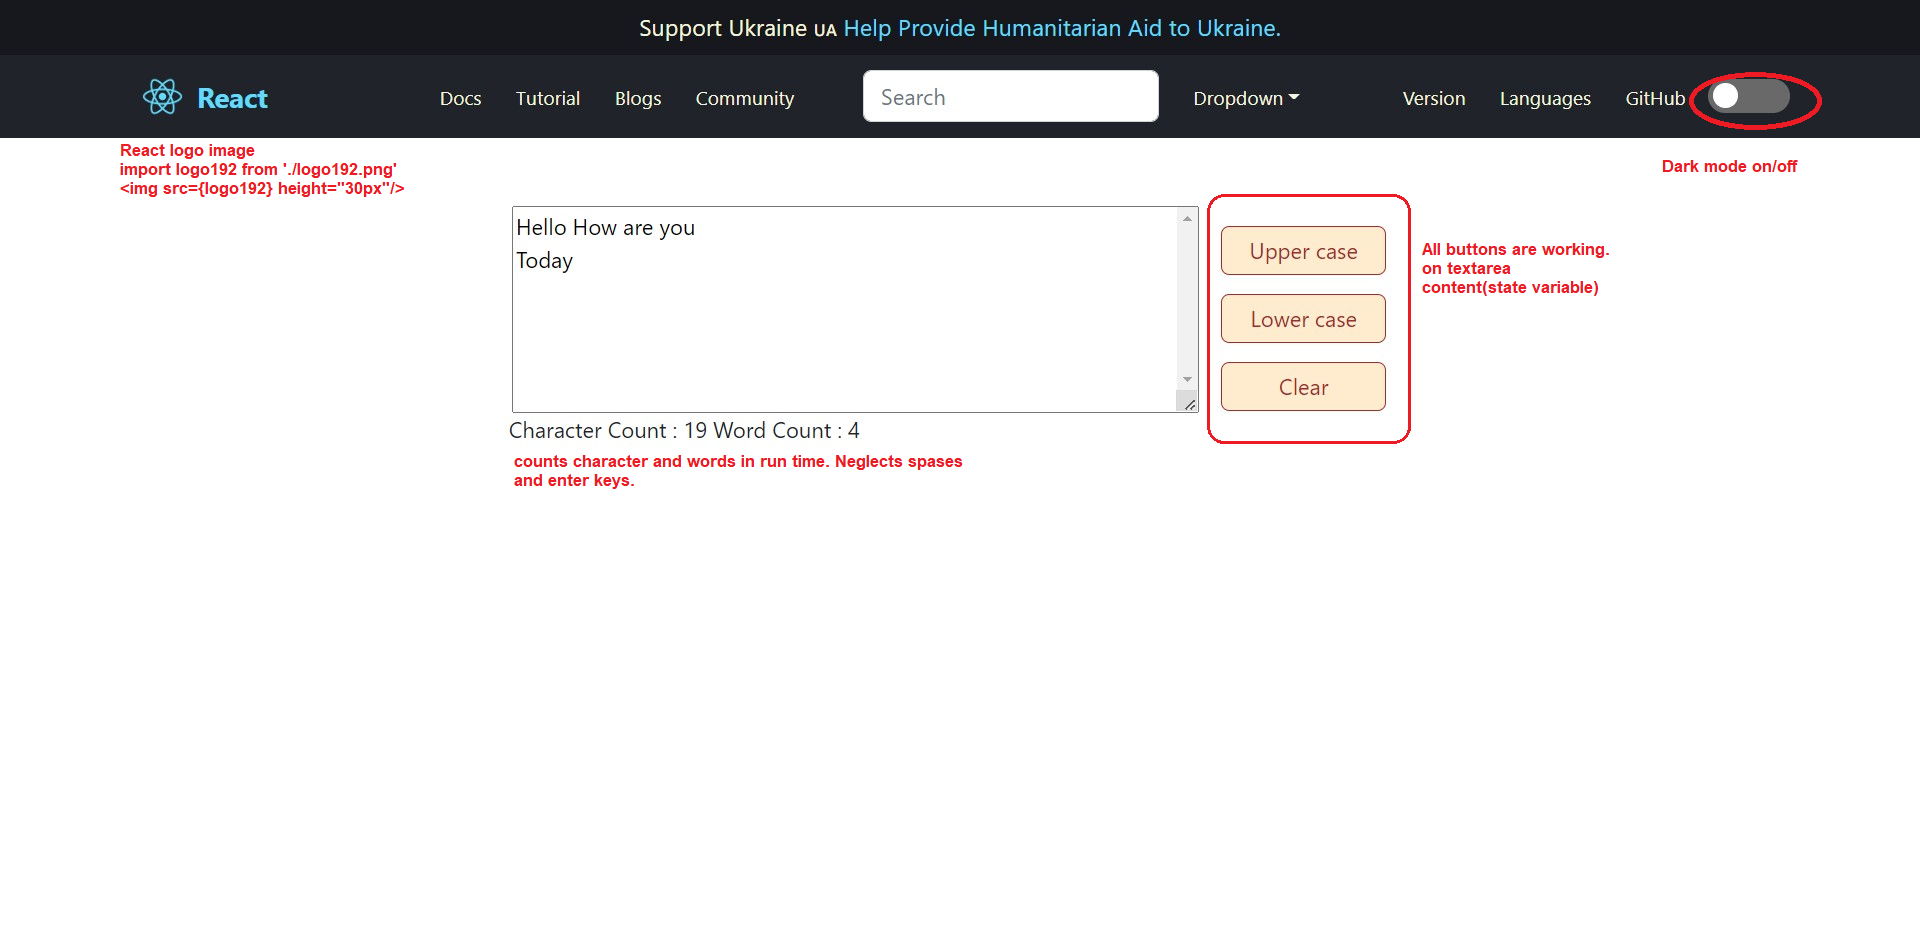 Support Ukraine UA Help Provide Humanitarian Aid to Ukraine.
React Docs Tutorial Blogs Community Search Dropdown Version Languages GitHub
React logo image
import logo192 from './logo192.png'
<img src={logo192} height="30px"/>
Dark mode on/off
Hello How are you
Today
Upper case
Lower case
Clear
All buttons are working.
on textarea
content(state variable)
Character Count : 19 Word Count : 4
counts character and words in run time. Neglects spases
and enter keys.